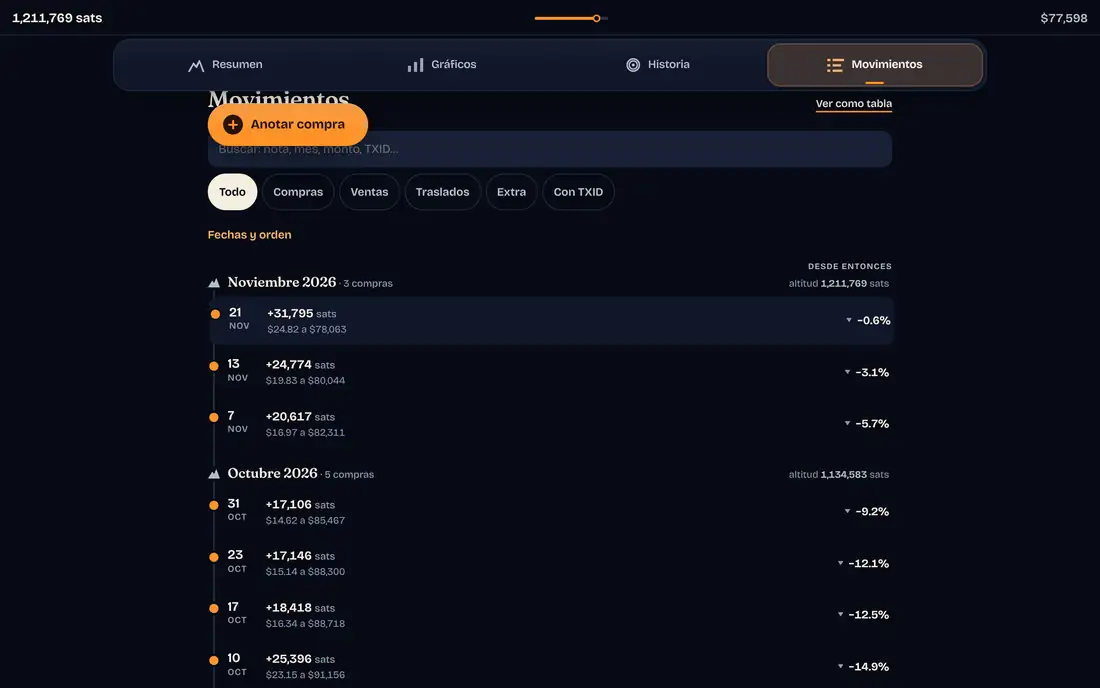 1,211,769 sats
$77,598
Resumen
Gráficos
Historia
Movimientos
Movimientos
Ver como tabla
Anotar compra
Buscar: nota, mes, monto, TXID...
Todo
Compras
Ventas
Traslados
Extra
Con TXID
Fechas y orden
DESDE ENTONCES
Noviembre 2026 · 3 compras
altitud 1,211,769 sats
21 NOV
+31,795 sats
$24.82 a $78,063
▼ −0.6%
13 NOV
+24,774 sats
$19.83 a $80,044
▼ −3.1%
7 NOV
+20,617 sats
$16.97 a $82,311
▼ −5.7%
Octubre 2026 · 5 compras
altitud 1,134,583 sats
31 OCT
+17,106 sats
$14.62 a $85,467
▼ −9.2%
23 OCT
+17,146 sats
$15.14 a $88,300
▼ −12.1%
17 OCT
+18,418 sats
$16.34 a $88,718
▼ −12.5%
10 OCT
+25,396 sats
$23.15 a $91,156
▼ −14.9%